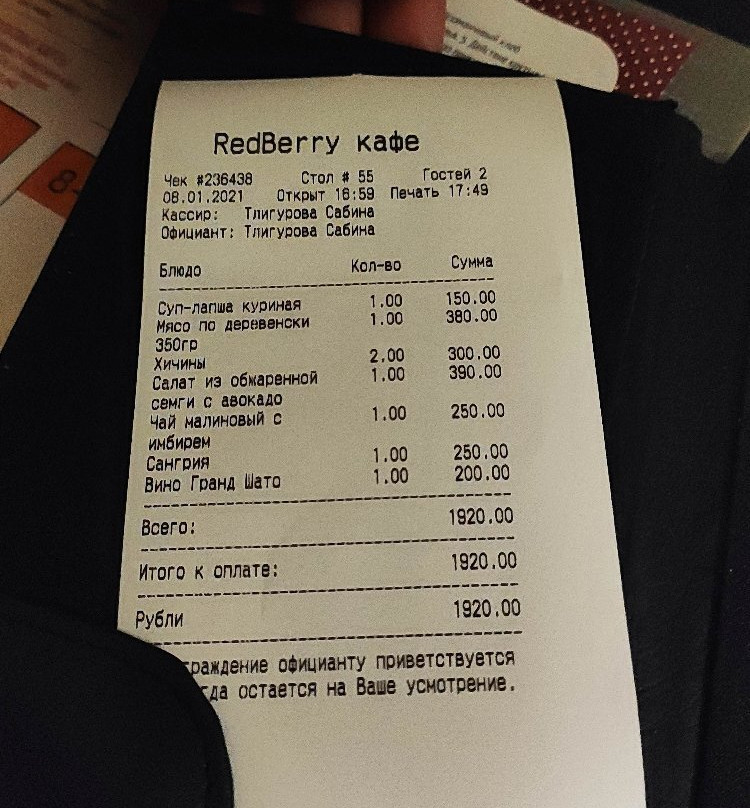 RedBerry кафе
Чек #236438 Стол # 55 Гостей 2
08.01.2021 Открыт 16:59 Печать 17:49
Кассир: Тлигурова Сабина
Официант: Тлигурова Сабина
Блюдо Кол-во Сумма
Суп-лапша куриная 1.00 150.00
Мясо по деревенски 1.00 380.00
350гр
Хичины 2.00 300.00
Салат из обжаренной 1.00 390.00
семги с авокадо
Чай малиновый с 1.00 250.00
имбирем
Сангрия 1.00 250.00
Вино Гранд Шато 1.00 200.00
Всего: 1920.00
Итого к оплате: 1920.00
Рубли 1920.00
граждение официанту приветствуется
гда остается на Ваше усмотрение.
8-